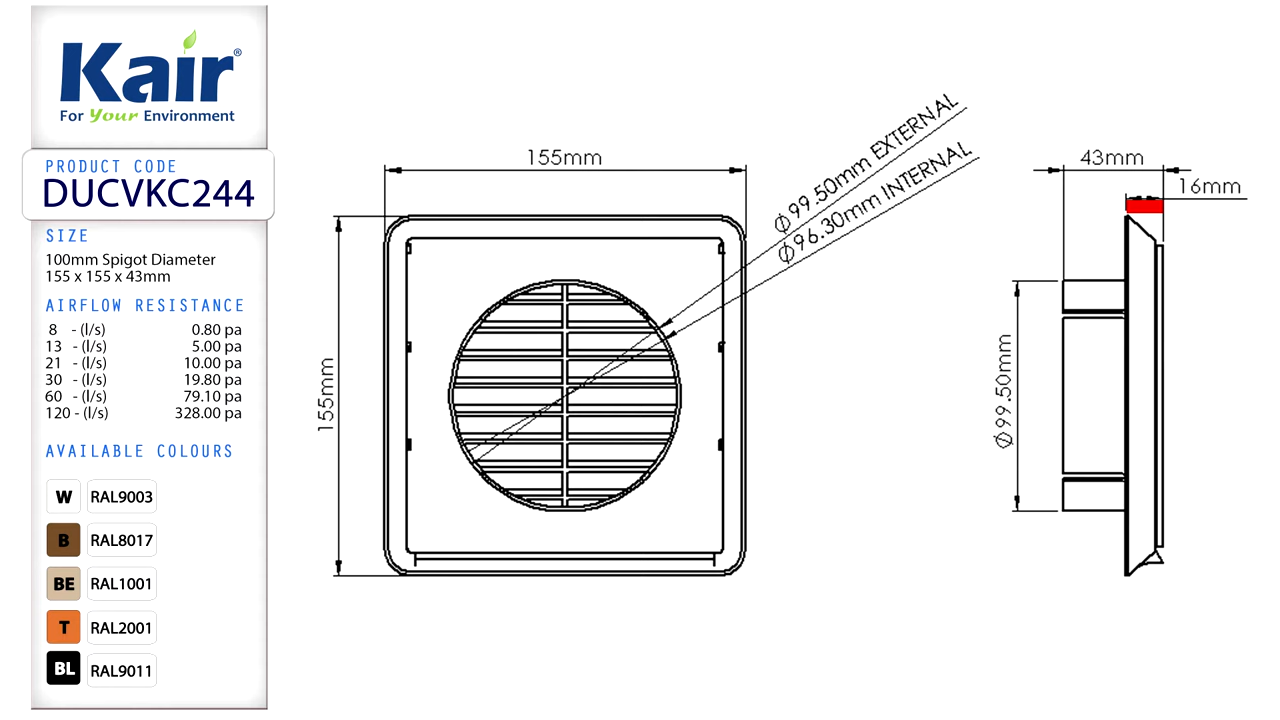 Kair®
For Your Environment
PRODUCT CODE
DUCVKC244
SIZE
100mm Spigot Diameter
155 x 155 x 43mm
AIRFLOW RESISTANCE
8 - (l/s) 0.80 pa
13 - (l/s) 5.00 pa
21 - (l/s) 10.00 pa
30 - (l/s) 19.80 pa
60 - (l/s) 79.10 pa
120 - (l/s) 328.00 pa
AVAILABLE COLOURS
W RAL9003
B RAL8017
BE RAL1001
T RAL2001
BL RAL9011
155mm
155mm
Φ99.50mm EXTERNAL
Φ96.30mm INTERNAL
43mm
16mm
Φ99.50mm